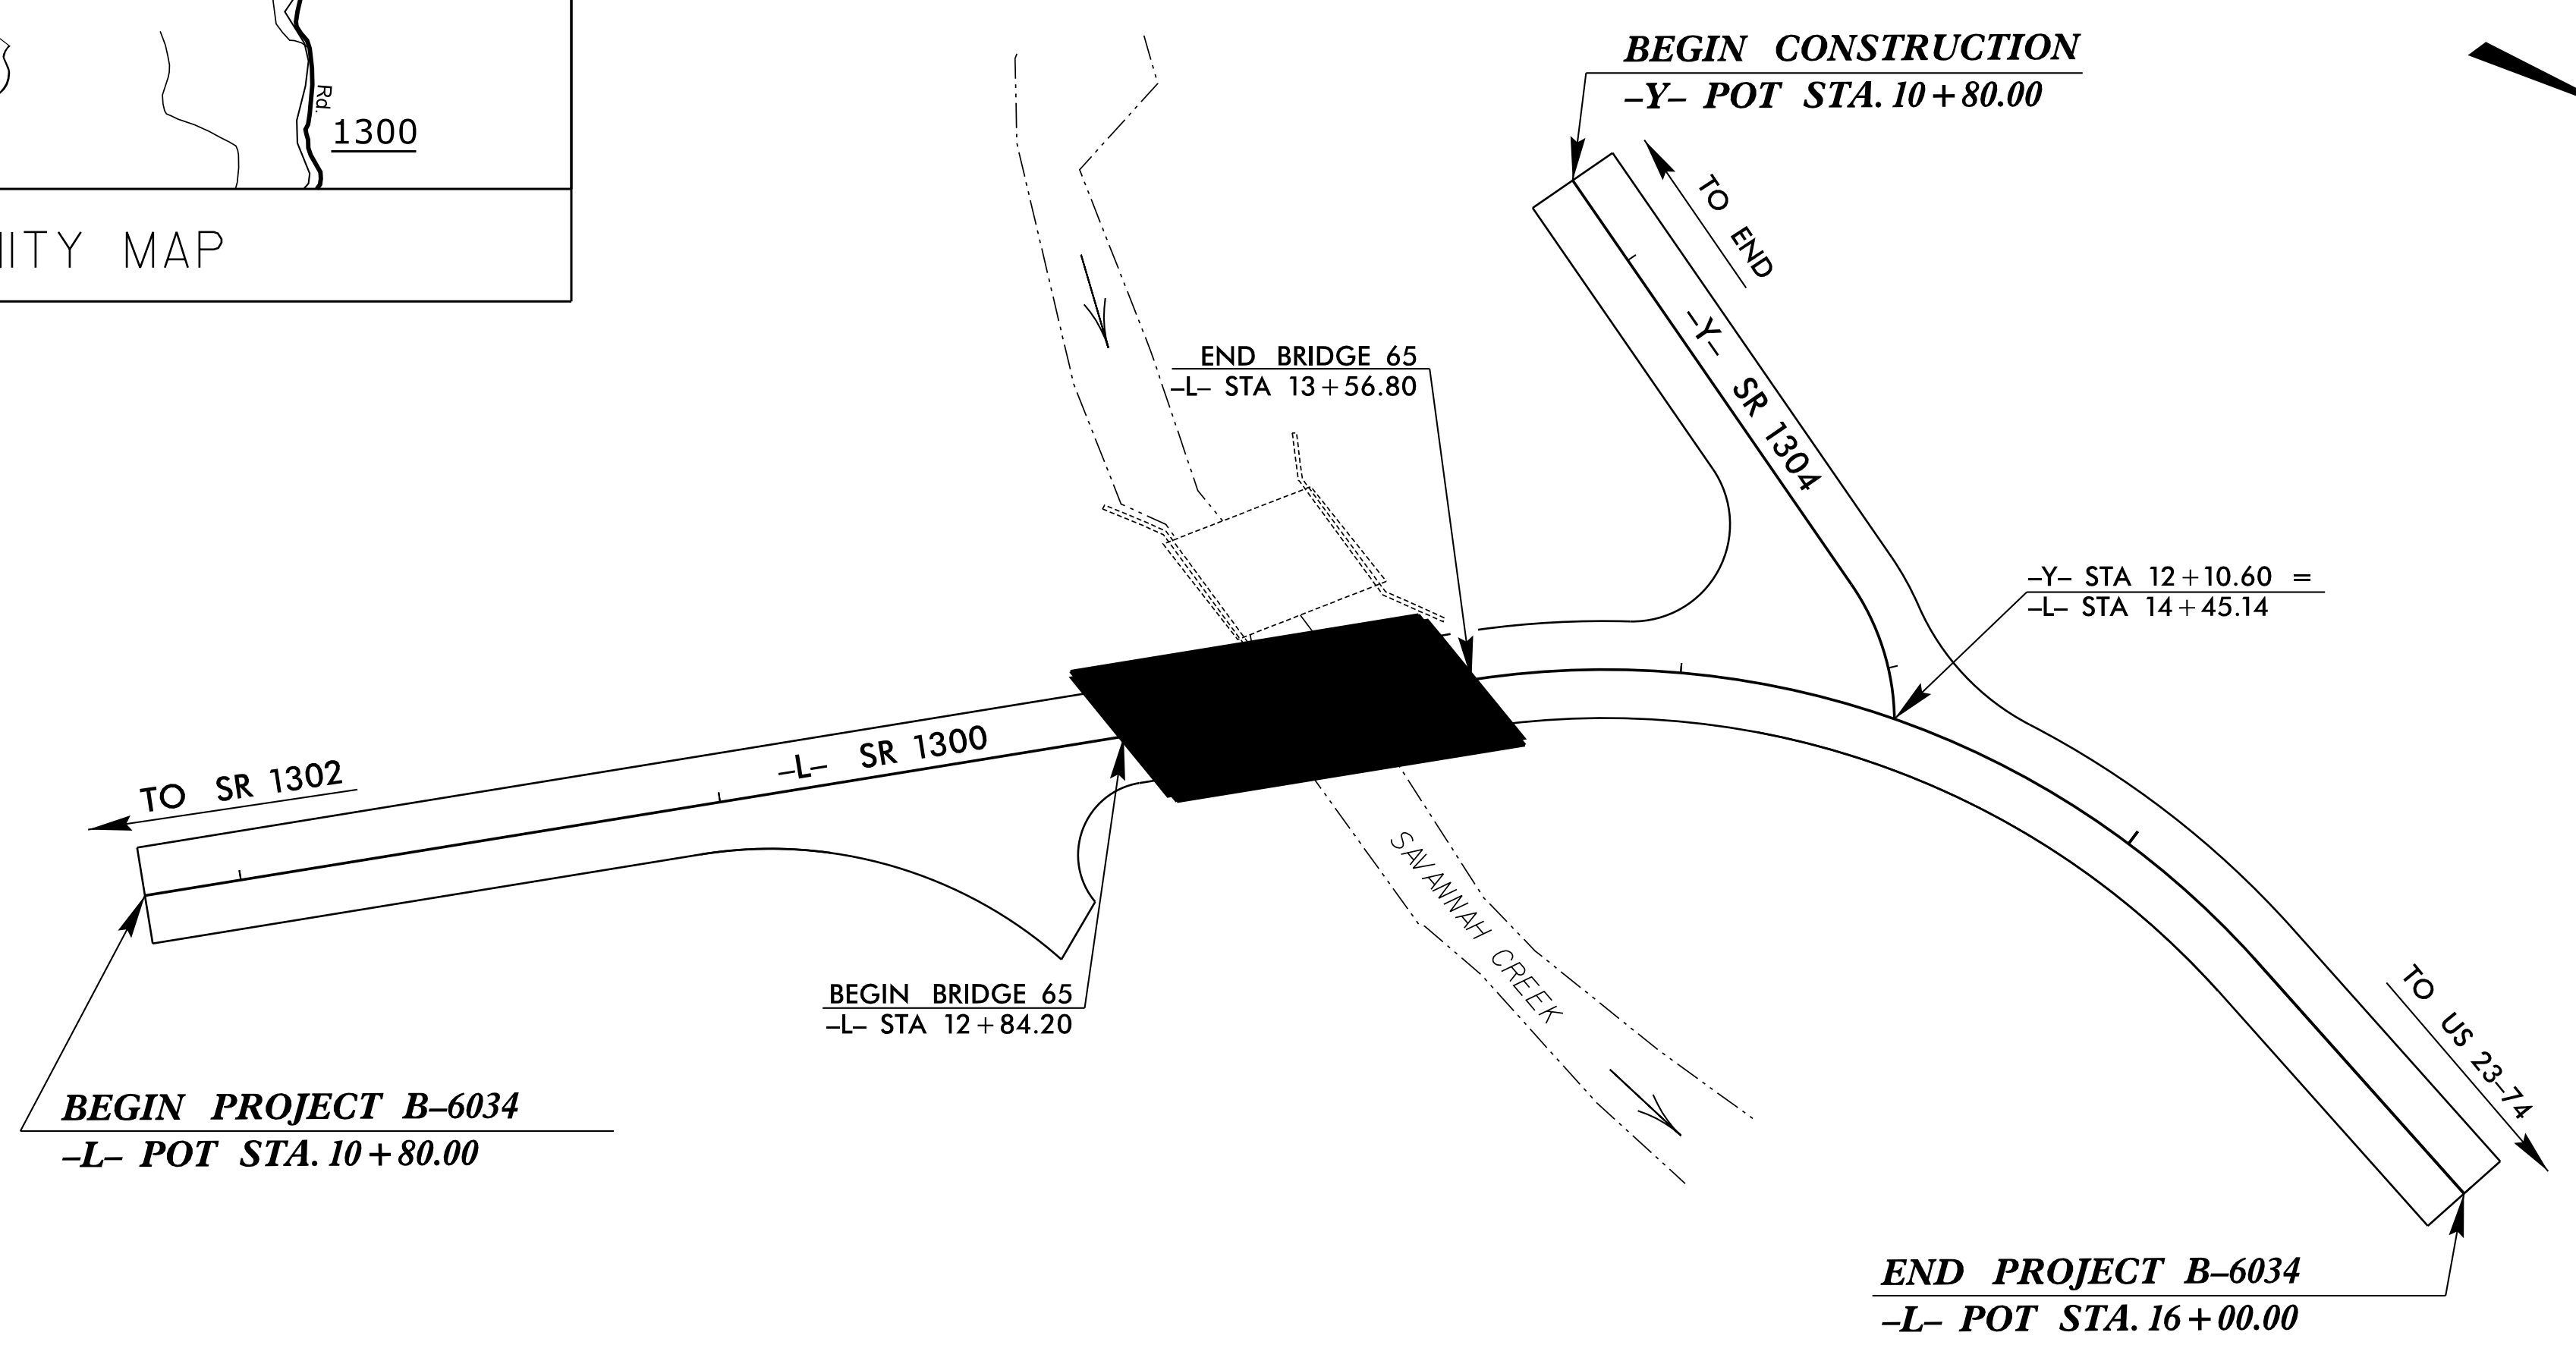 BEGIN CONSTRUCTION
–Y– POT STA. 10+80.00
Rd.
1300
MAP
TO END
–Y– SR 1304
END BRIDGE 65
–L– STA 13+56.80
–Y– STA 12+10.60 =
–L– STA 14+45.14
–L– SR 1300
TO SR 1302
SAVANNAH CREEK
BEGIN BRIDGE 65
–L– STA 12+84.20
TO US 23–74
BEGIN PROJECT B–6034
–L– POT STA. 10+80.00
END PROJECT B–6034
–L– POT STA. 16+00.00